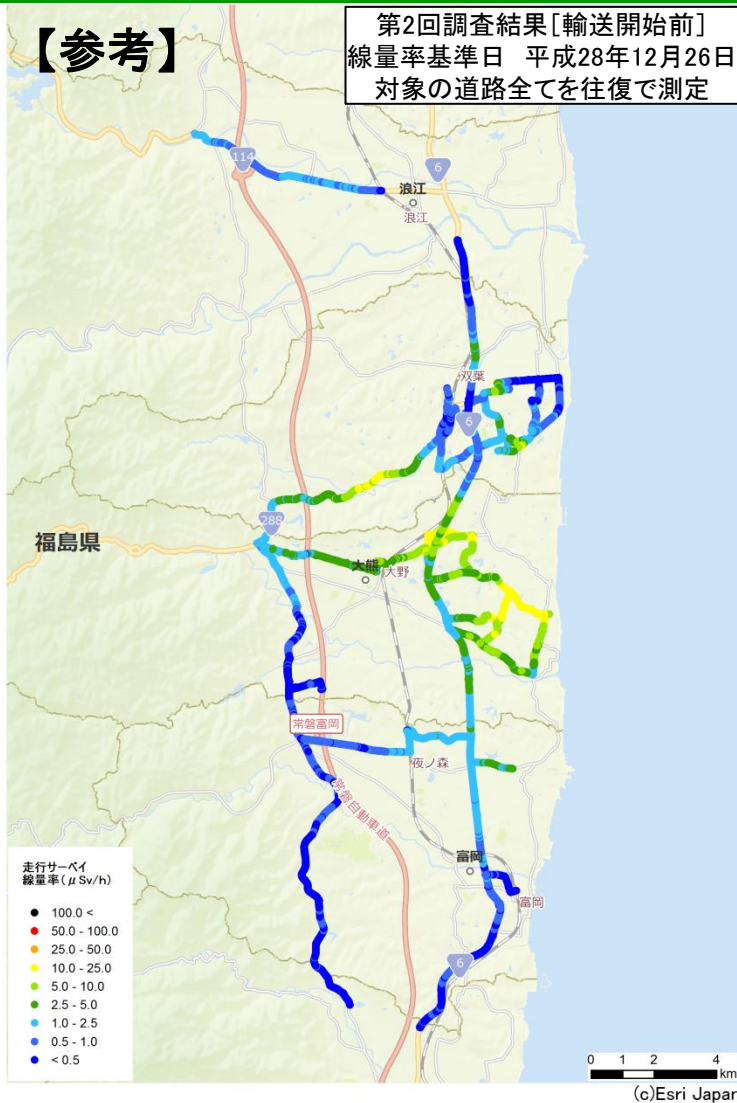 【参考】
第2回調査結果[輸送開始前]
線量率基準日 平成28年12月26日
対象の道路全てを往復で測定
114
6
浪江
浪江
双葉
6
288
福島県
大熊
大野
常磐富岡
夜ノ森
常磐自動車道
富岡
富岡
6
走行サーベイ
線量率(μSv/h)
100.0 <
50.0 - 100.0
25.0 - 50.0
10.0 - 25.0
5.0 - 10.0
2.5 - 5.0
1.0 - 2.5
0.5 - 1.0
< 0.5
0 1 2 4
km
(c)Esri Japan